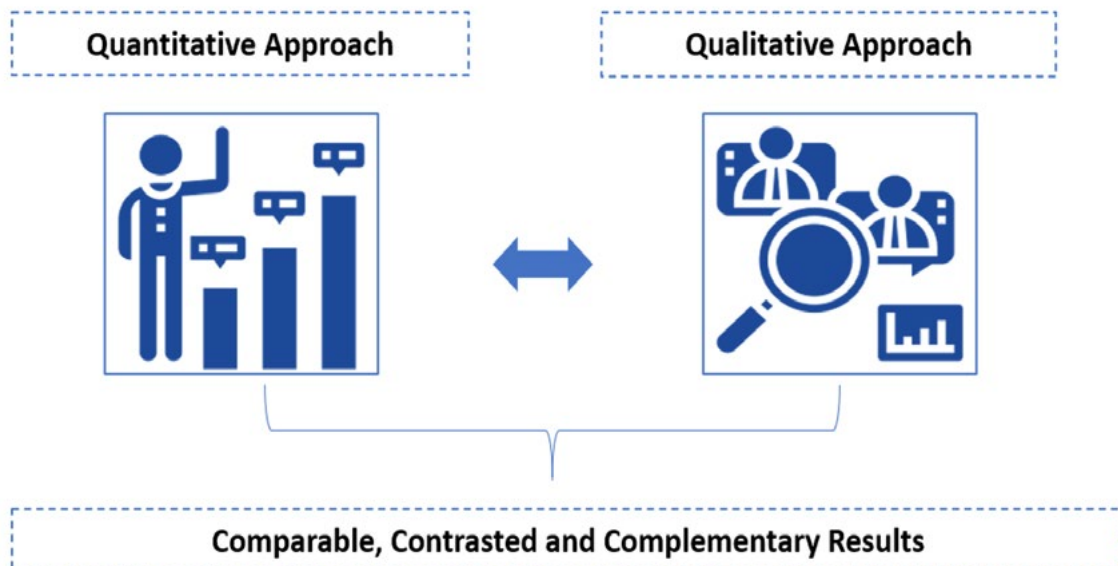 Quantitative Approach
Qualitative Approach
Comparable, Contrasted and Complementary Results